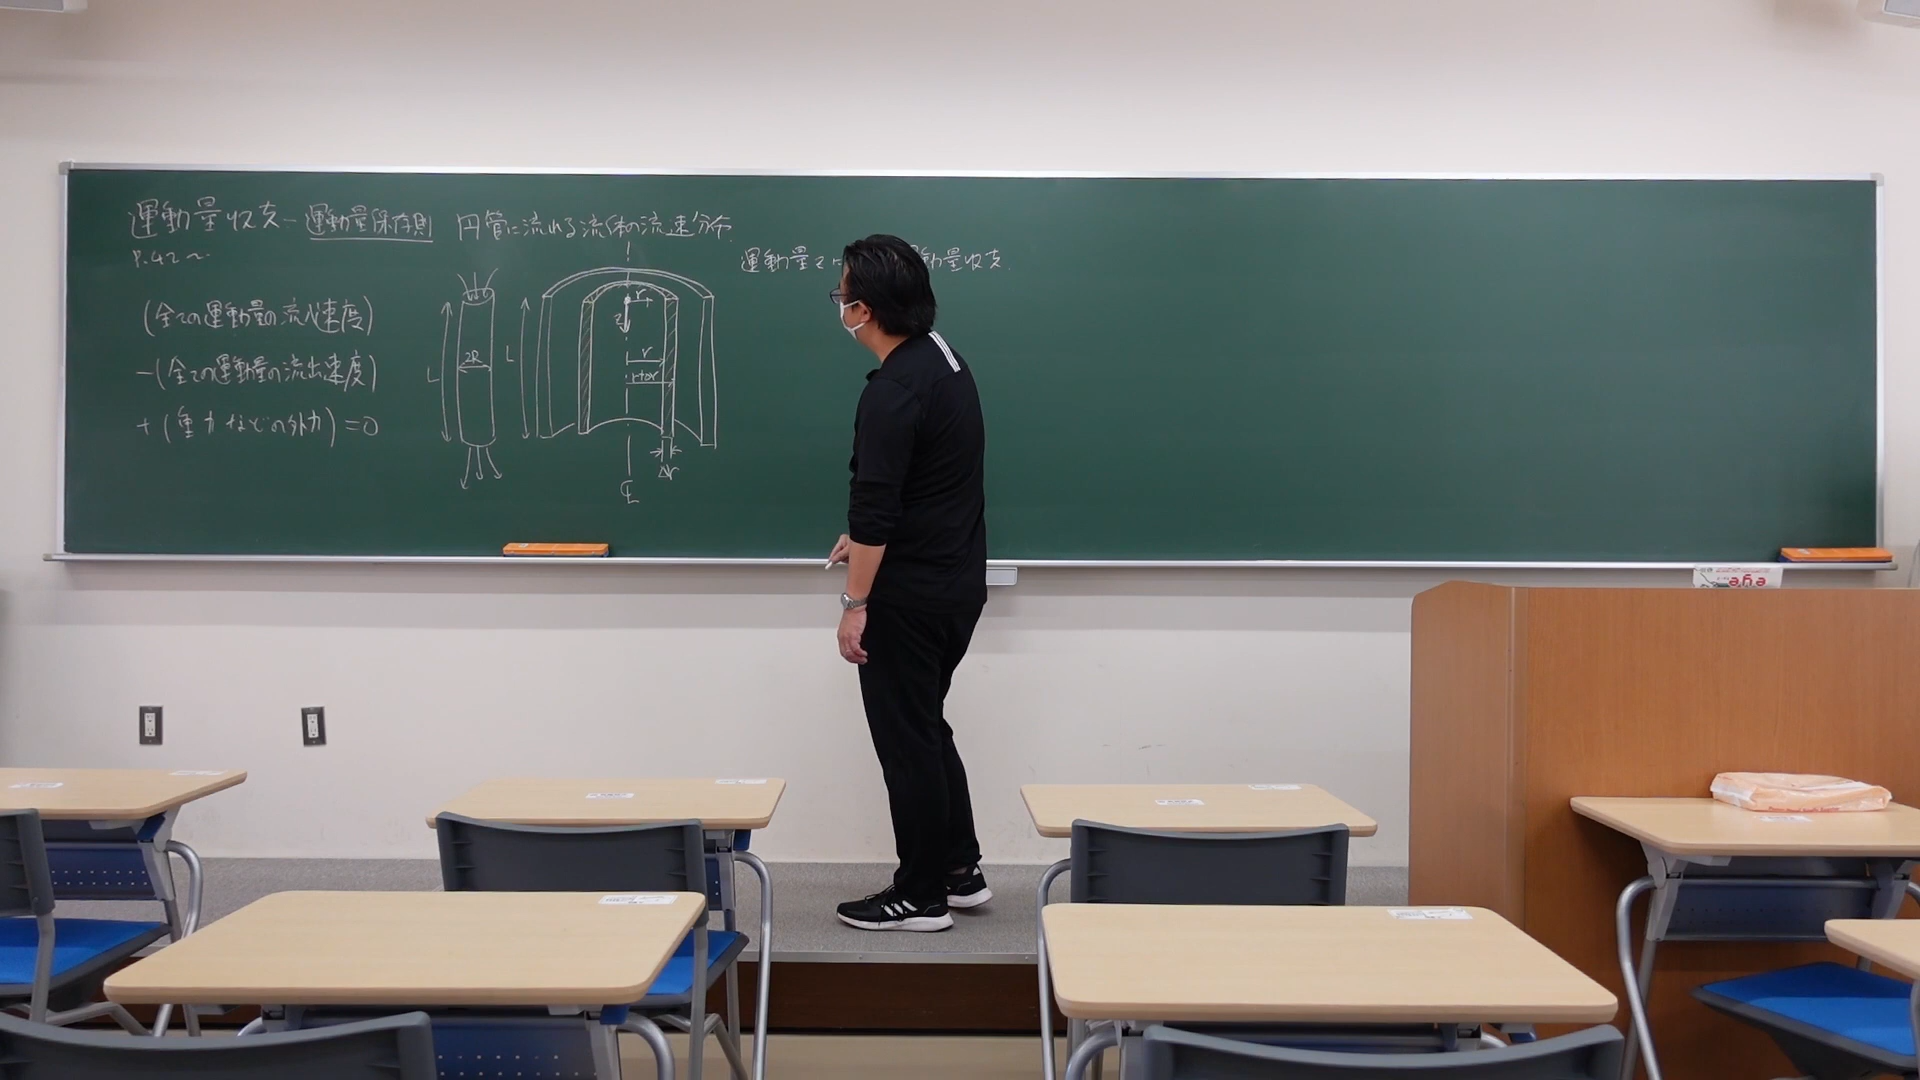 運動量収支 - 運動量保存則
P.42〜
(全ての運動量の流入速度)
-(全ての運動量の流出速度)
+(重力などの外力)=0
円管に流れる流体の流速分布
L
2R
L
r
z
r
r+Δr
Δr
℄
運動量
動量収支
eye